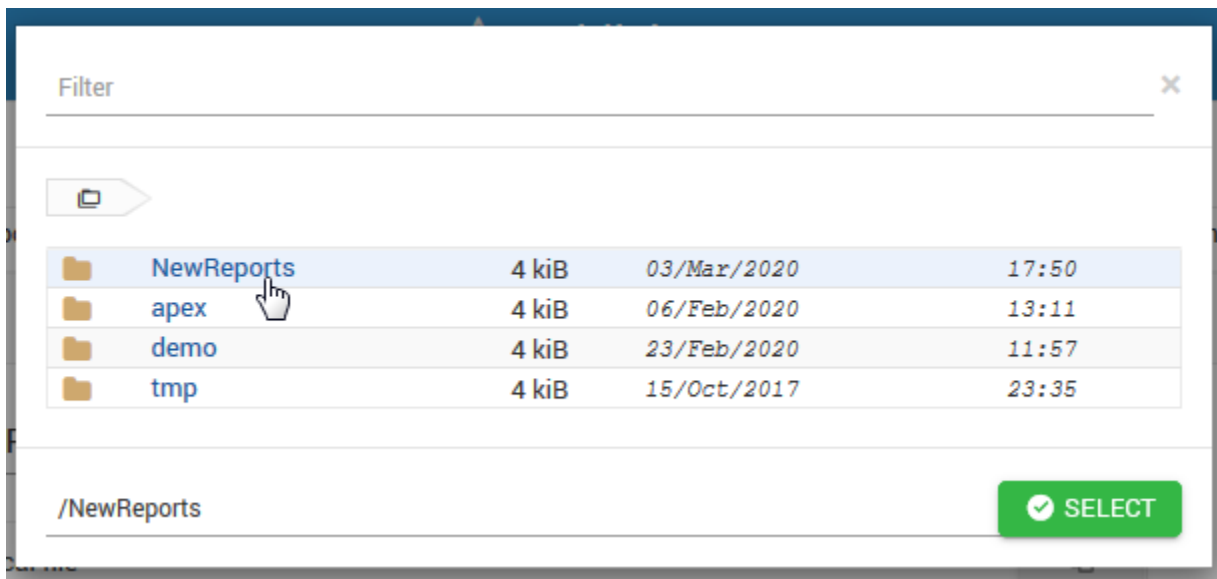 Filter
NewReports 4 kiB 03/Mar/2020 17:50
apex 4 kiB 06/Feb/2020 13:11
demo 4 kiB 23/Feb/2020 11:57
tmp 4 kiB 15/Oct/2017 23:35
/NewReports SELECT